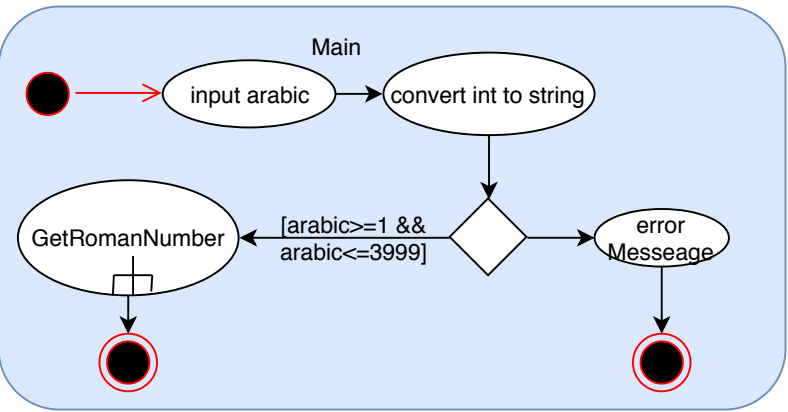 Main
input arabic
convert int to string
GetRomanNumber
[arabic>=1 &&
arabic<=3999]
error
Messeage